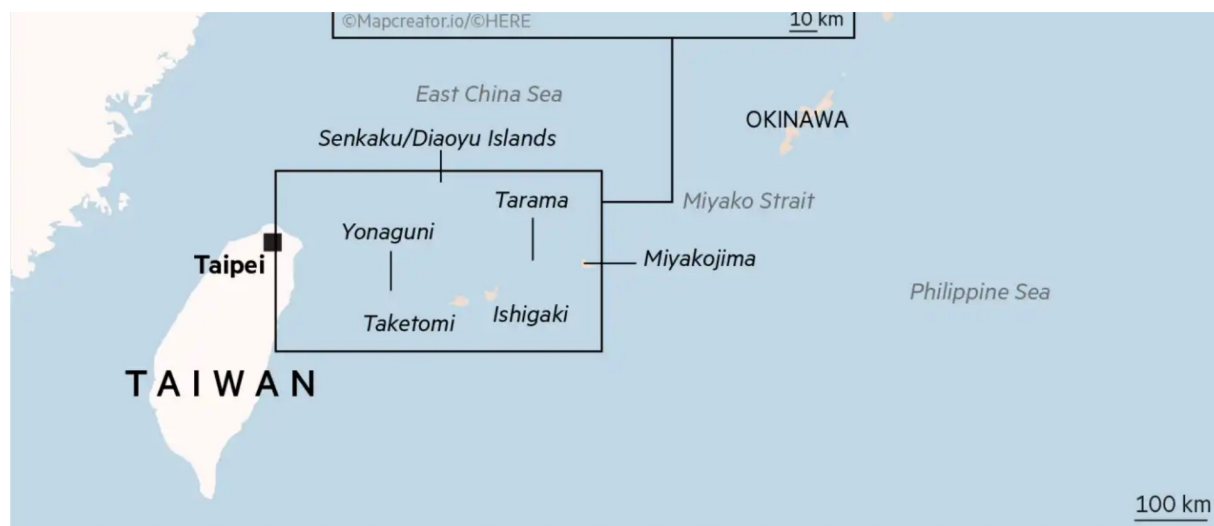 ©Mapcreator.io/©HERE
10 km
East China Sea
OKINAWA
Senkaku/Diaoyu Islands
Tarama
Miyako Strait
Yonaguni
Taipei
Miyakojima
Philippine Sea
Taketomi
Ishigaki
TAIWAN
100 km